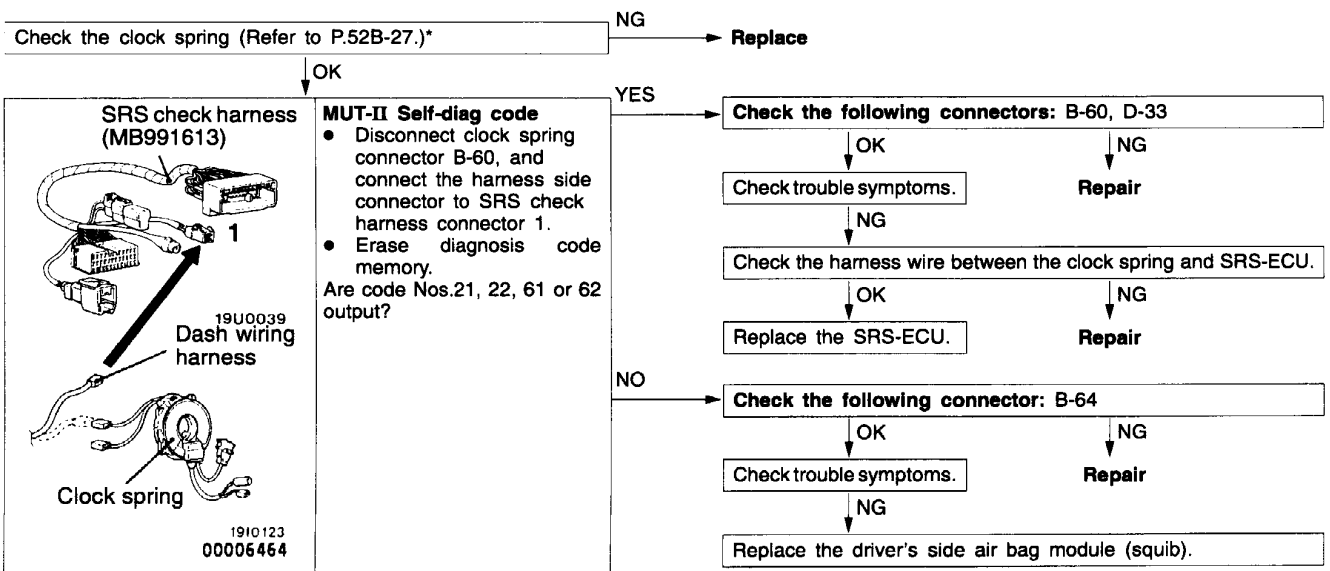 Check the clock spring (Refer to P.52B-27.)*
NG
Replace
OK
SRS check harness
(MB991613)
1
19U0039
Dash wiring
harness
Clock spring
19I0123
00006464
MUT-II Self-diag code
● Disconnect clock spring
connector B-60, and
connect the harness side
connector to SRS check
harness connector 1.
● Erase diagnosis code
memory.
Are code Nos.21, 22, 61 or 62
output?
YES
Check the following connectors: B-60, D-33
OK
NG
Check trouble symptoms.
Repair
NG
Check the harness wire between the clock spring and SRS-ECU.
OK
NG
Replace the SRS-ECU.
Repair
NO
Check the following connector: B-64
OK
NG
Check trouble symptoms.
Repair
NG
Replace the driver's side air bag module (squib).